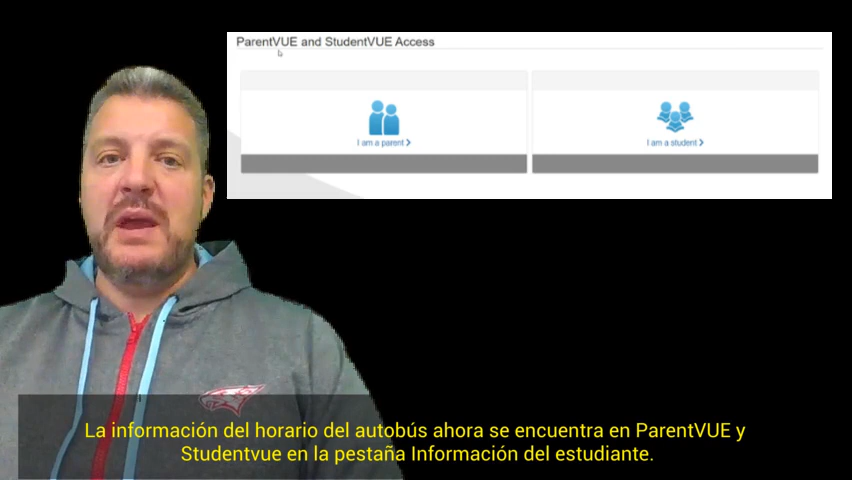 ParentVUE and StudentVUE Access
I am a parent
I am a student
La información del horario del autobús ahora se encuentra en ParentVUE y
Studentvue en la pestaña Información del estudiante.